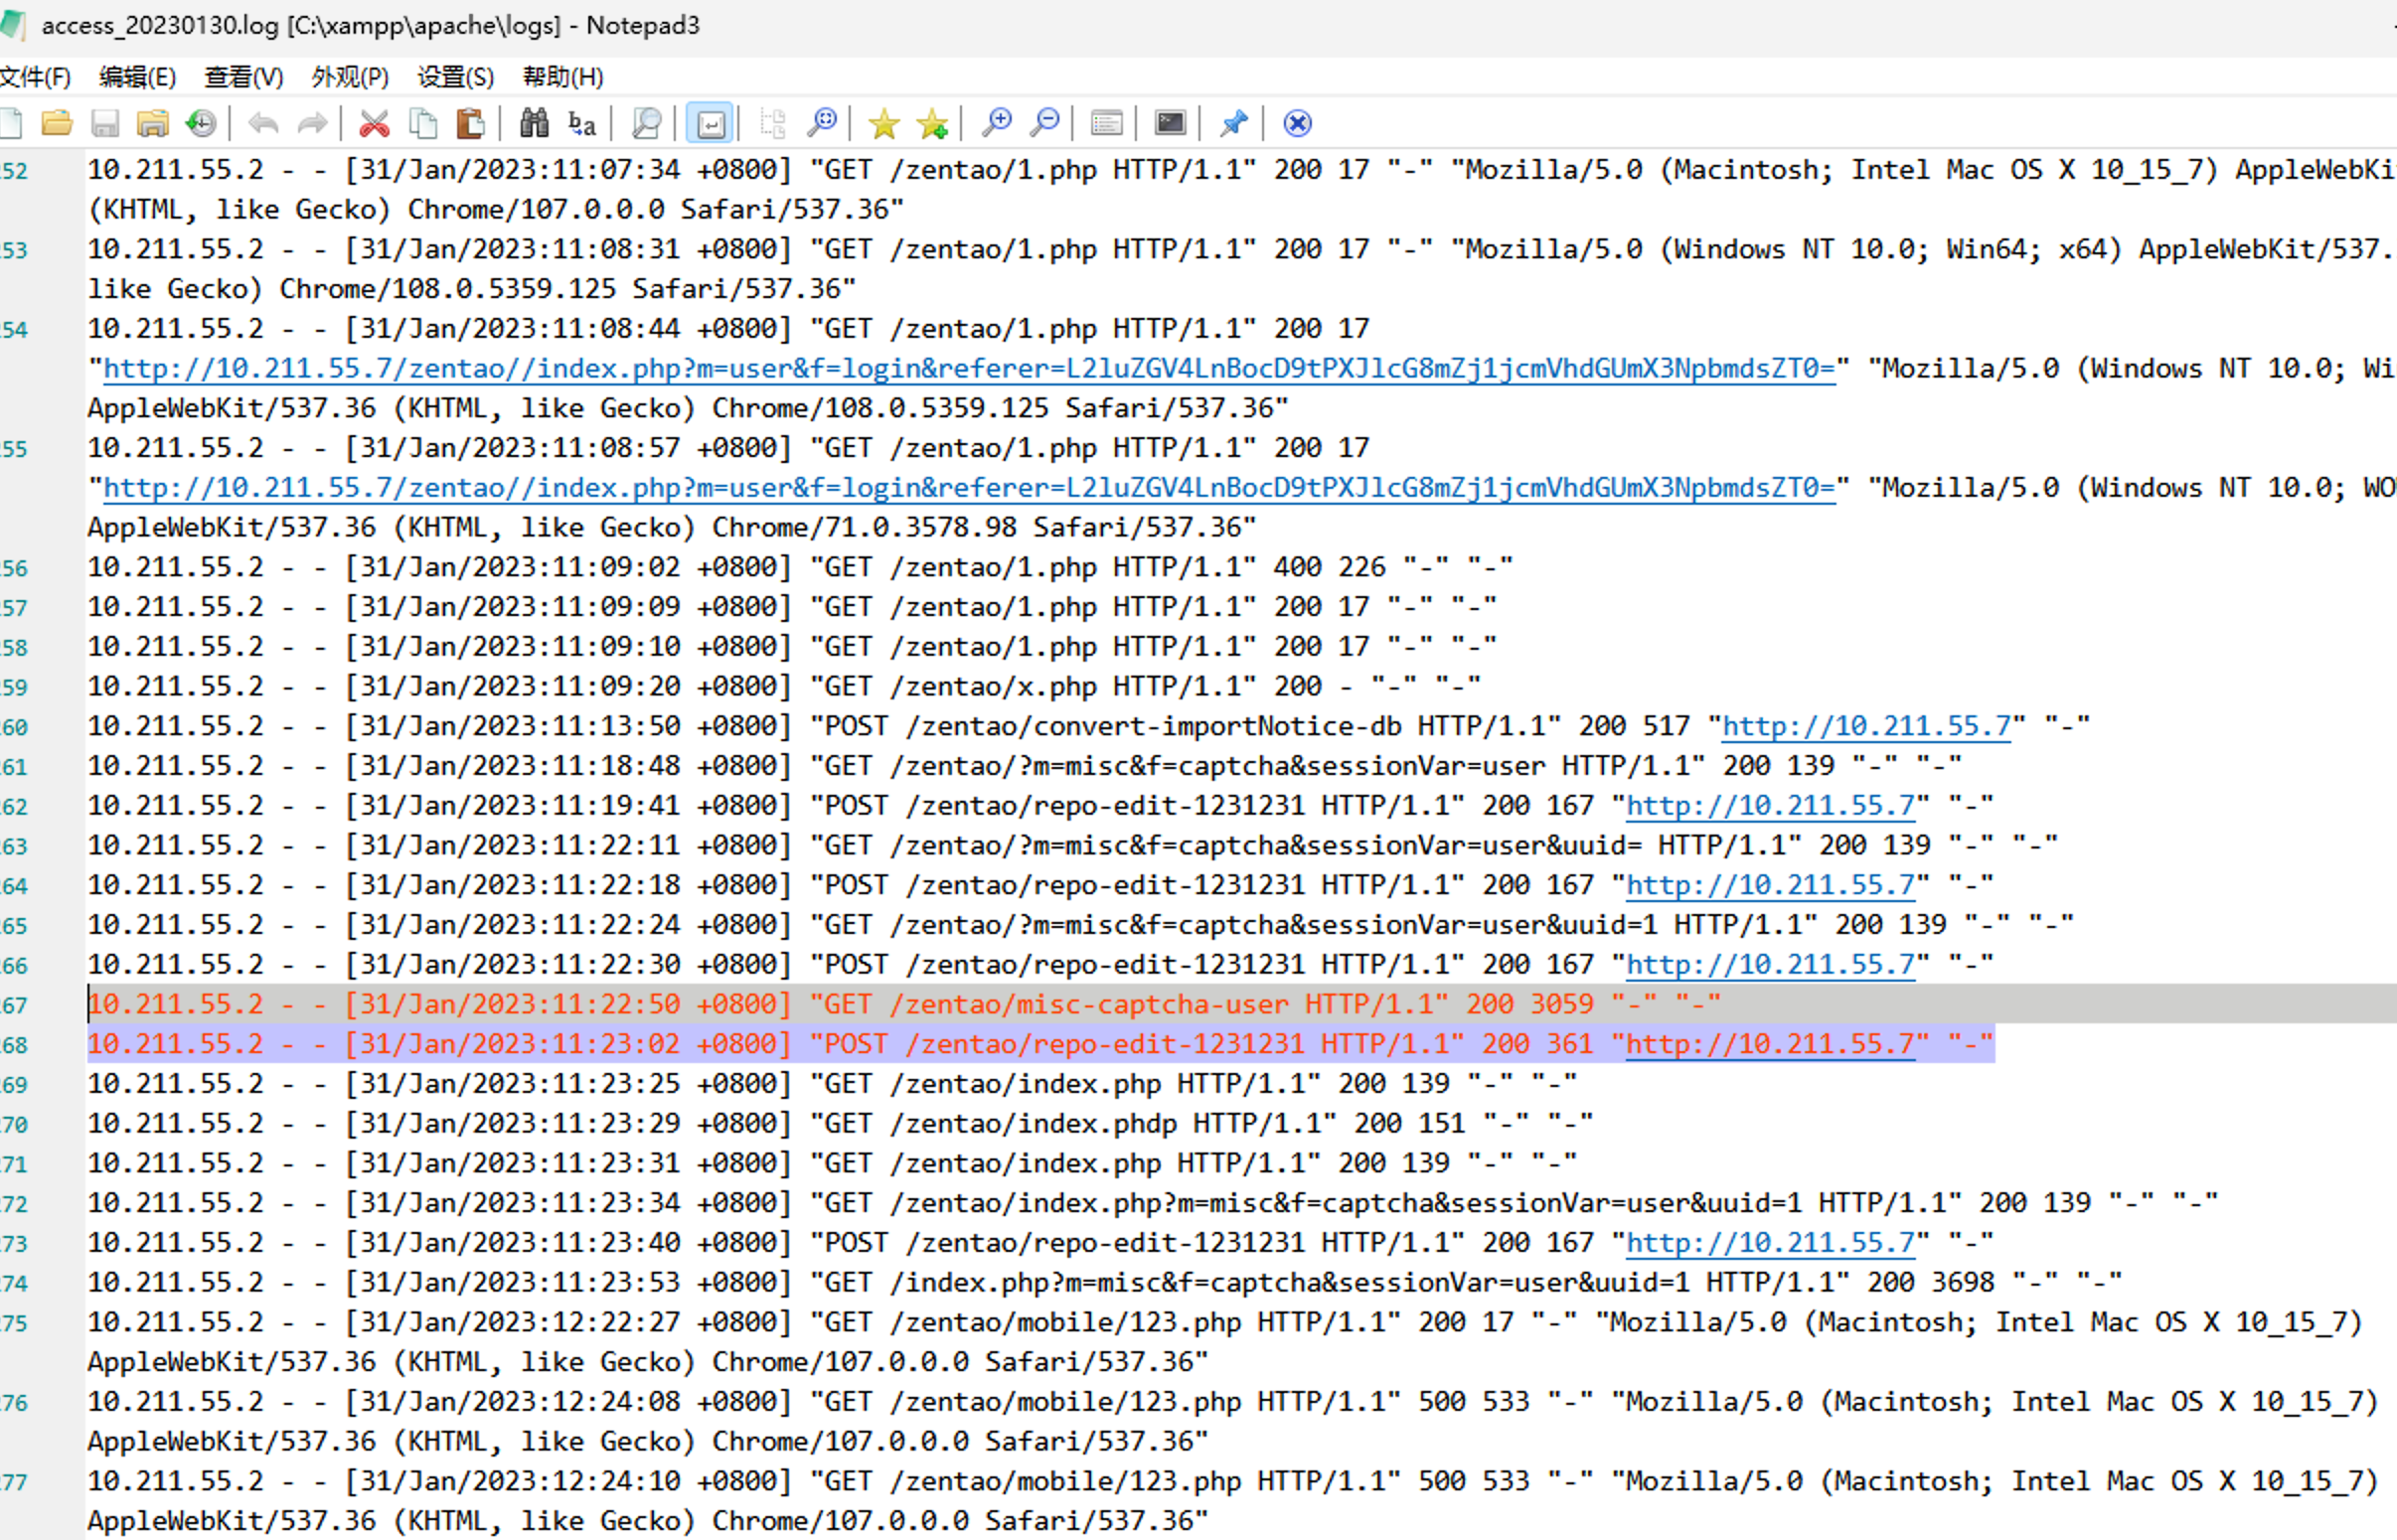 access_20230130.log [C:\xampp\apache\logs] - Notepad3
文件(F) 编辑(E) 查看(V) 外观(P) 设置(S) 帮助(H)
252 10.211.55.2 - - [31/Jan/2023:11:07:34 +0800] "GET /zentao/1.php HTTP/1.1" 200 17 "-" "Mozilla/5.0 (Macintosh; Intel Mac OS X 10_15_7) AppleWebKi
(KHTML, like Gecko) Chrome/107.0.0.0 Safari/537.36"
253 10.211.55.2 - - [31/Jan/2023:11:08:31 +0800] "GET /zentao/1.php HTTP/1.1" 200 17 "-" "Mozilla/5.0 (Windows NT 10.0; Win64; x64) AppleWebKit/537.
like Gecko) Chrome/108.0.5359.125 Safari/537.36"
254 10.211.55.2 - - [31/Jan/2023:11:08:44 +0800] "GET /zentao/1.php HTTP/1.1" 200 17
"http://10.211.55.7/zentao//index.php?m=user&f=login&referer=L2luZGV4LnBocD9tPXJlcG8mZj1jcmVhdGUmX3NpbmdsZT0=" "Mozilla/5.0 (Windows NT 10.0; Wi
AppleWebKit/537.36 (KHTML, like Gecko) Chrome/108.0.5359.125 Safari/537.36"
255 10.211.55.2 - - [31/Jan/2023:11:08:57 +0800] "GET /zentao/1.php HTTP/1.1" 200 17
"http://10.211.55.7/zentao//index.php?m=user&f=login&referer=L2luZGV4LnBocD9tPXJlcG8mZj1jcmVhdGUmX3NpbmdsZT0=" "Mozilla/5.0 (Windows NT 10.0; WO
AppleWebKit/537.36 (KHTML, like Gecko) Chrome/71.0.3578.98 Safari/537.36"
256 10.211.55.2 - - [31/Jan/2023:11:09:02 +0800] "GET /zentao/1.php HTTP/1.1" 400 226 "-" "-"
257 10.211.55.2 - - [31/Jan/2023:11:09:09 +0800] "GET /zentao/1.php HTTP/1.1" 200 17 "-" "-"
258 10.211.55.2 - - [31/Jan/2023:11:09:10 +0800] "GET /zentao/1.php HTTP/1.1" 200 17 "-" "-"
259 10.211.55.2 - - [31/Jan/2023:11:09:20 +0800] "GET /zentao/x.php HTTP/1.1" 200 - "-" "-"
260 10.211.55.2 - - [31/Jan/2023:11:13:50 +0800] "POST /zentao/convert-importNotice-db HTTP/1.1" 200 517 "http://10.211.55.7" "-"
261 10.211.55.2 - - [31/Jan/2023:11:18:48 +0800] "GET /zentao/?m=misc&f=captcha&sessionVar=user HTTP/1.1" 200 139 "-" "-"
262 10.211.55.2 - - [31/Jan/2023:11:19:41 +0800] "POST /zentao/repo-edit-1231231 HTTP/1.1" 200 167 "http://10.211.55.7" "-"
263 10.211.55.2 - - [31/Jan/2023:11:22:11 +0800] "GET /zentao/?m=misc&f=captcha&sessionVar=user&uuid= HTTP/1.1" 200 139 "-" "-"
264 10.211.55.2 - - [31/Jan/2023:11:22:18 +0800] "POST /zentao/repo-edit-1231231 HTTP/1.1" 200 167 "http://10.211.55.7" "-"
265 10.211.55.2 - - [31/Jan/2023:11:22:24 +0800] "GET /zentao/?m=misc&f=captcha&sessionVar=user&uuid=1 HTTP/1.1" 200 139 "-" "-"
266 10.211.55.2 - - [31/Jan/2023:11:22:30 +0800] "POST /zentao/repo-edit-1231231 HTTP/1.1" 200 167 "http://10.211.55.7" "-"
267 10.211.55.2 - - [31/Jan/2023:11:22:50 +0800] "GET /zentao/misc-captcha-user HTTP/1.1" 200 3059 "-" "-"
268 10.211.55.2 - - [31/Jan/2023:11:23:02 +0800] "POST /zentao/repo-edit-1231231 HTTP/1.1" 200 361 "http://10.211.55.7" "-"
269 10.211.55.2 - - [31/Jan/2023:11:23:25 +0800] "GET /zentao/index.php HTTP/1.1" 200 139 "-" "-"
270 10.211.55.2 - - [31/Jan/2023:11:23:29 +0800] "GET /zentao/index.phdp HTTP/1.1" 200 151 "-" "-"
271 10.211.55.2 - - [31/Jan/2023:11:23:31 +0800] "GET /zentao/index.php HTTP/1.1" 200 139 "-" "-"
272 10.211.55.2 - - [31/Jan/2023:11:23:34 +0800] "GET /zentao/index.php?m=misc&f=captcha&sessionVar=user&uuid=1 HTTP/1.1" 200 139 "-" "-"
273 10.211.55.2 - - [31/Jan/2023:11:23:40 +0800] "POST /zentao/repo-edit-1231231 HTTP/1.1" 200 167 "http://10.211.55.7" "-"
274 10.211.55.2 - - [31/Jan/2023:11:23:53 +0800] "GET /index.php?m=misc&f=captcha&sessionVar=user&uuid=1 HTTP/1.1" 200 3698 "-" "-"
275 10.211.55.2 - - [31/Jan/2023:12:22:27 +0800] "GET /zentao/mobile/123.php HTTP/1.1" 200 17 "-" "Mozilla/5.0 (Macintosh; Intel Mac OS X 10_15_7)
AppleWebKit/537.36 (KHTML, like Gecko) Chrome/107.0.0.0 Safari/537.36"
276 10.211.55.2 - - [31/Jan/2023:12:24:08 +0800] "GET /zentao/mobile/123.php HTTP/1.1" 500 533 "-" "Mozilla/5.0 (Macintosh; Intel Mac OS X 10_15_7)
AppleWebKit/537.36 (KHTML, like Gecko) Chrome/107.0.0.0 Safari/537.36"
277 10.211.55.2 - - [31/Jan/2023:12:24:10 +0800] "GET /zentao/mobile/123.php HTTP/1.1" 500 533 "-" "Mozilla/5.0 (Macintosh; Intel Mac OS X 10_15_7)
AppleWebKit/537.36 (KHTML, like Gecko) Chrome/107.0.0.0 Safari/537.36"